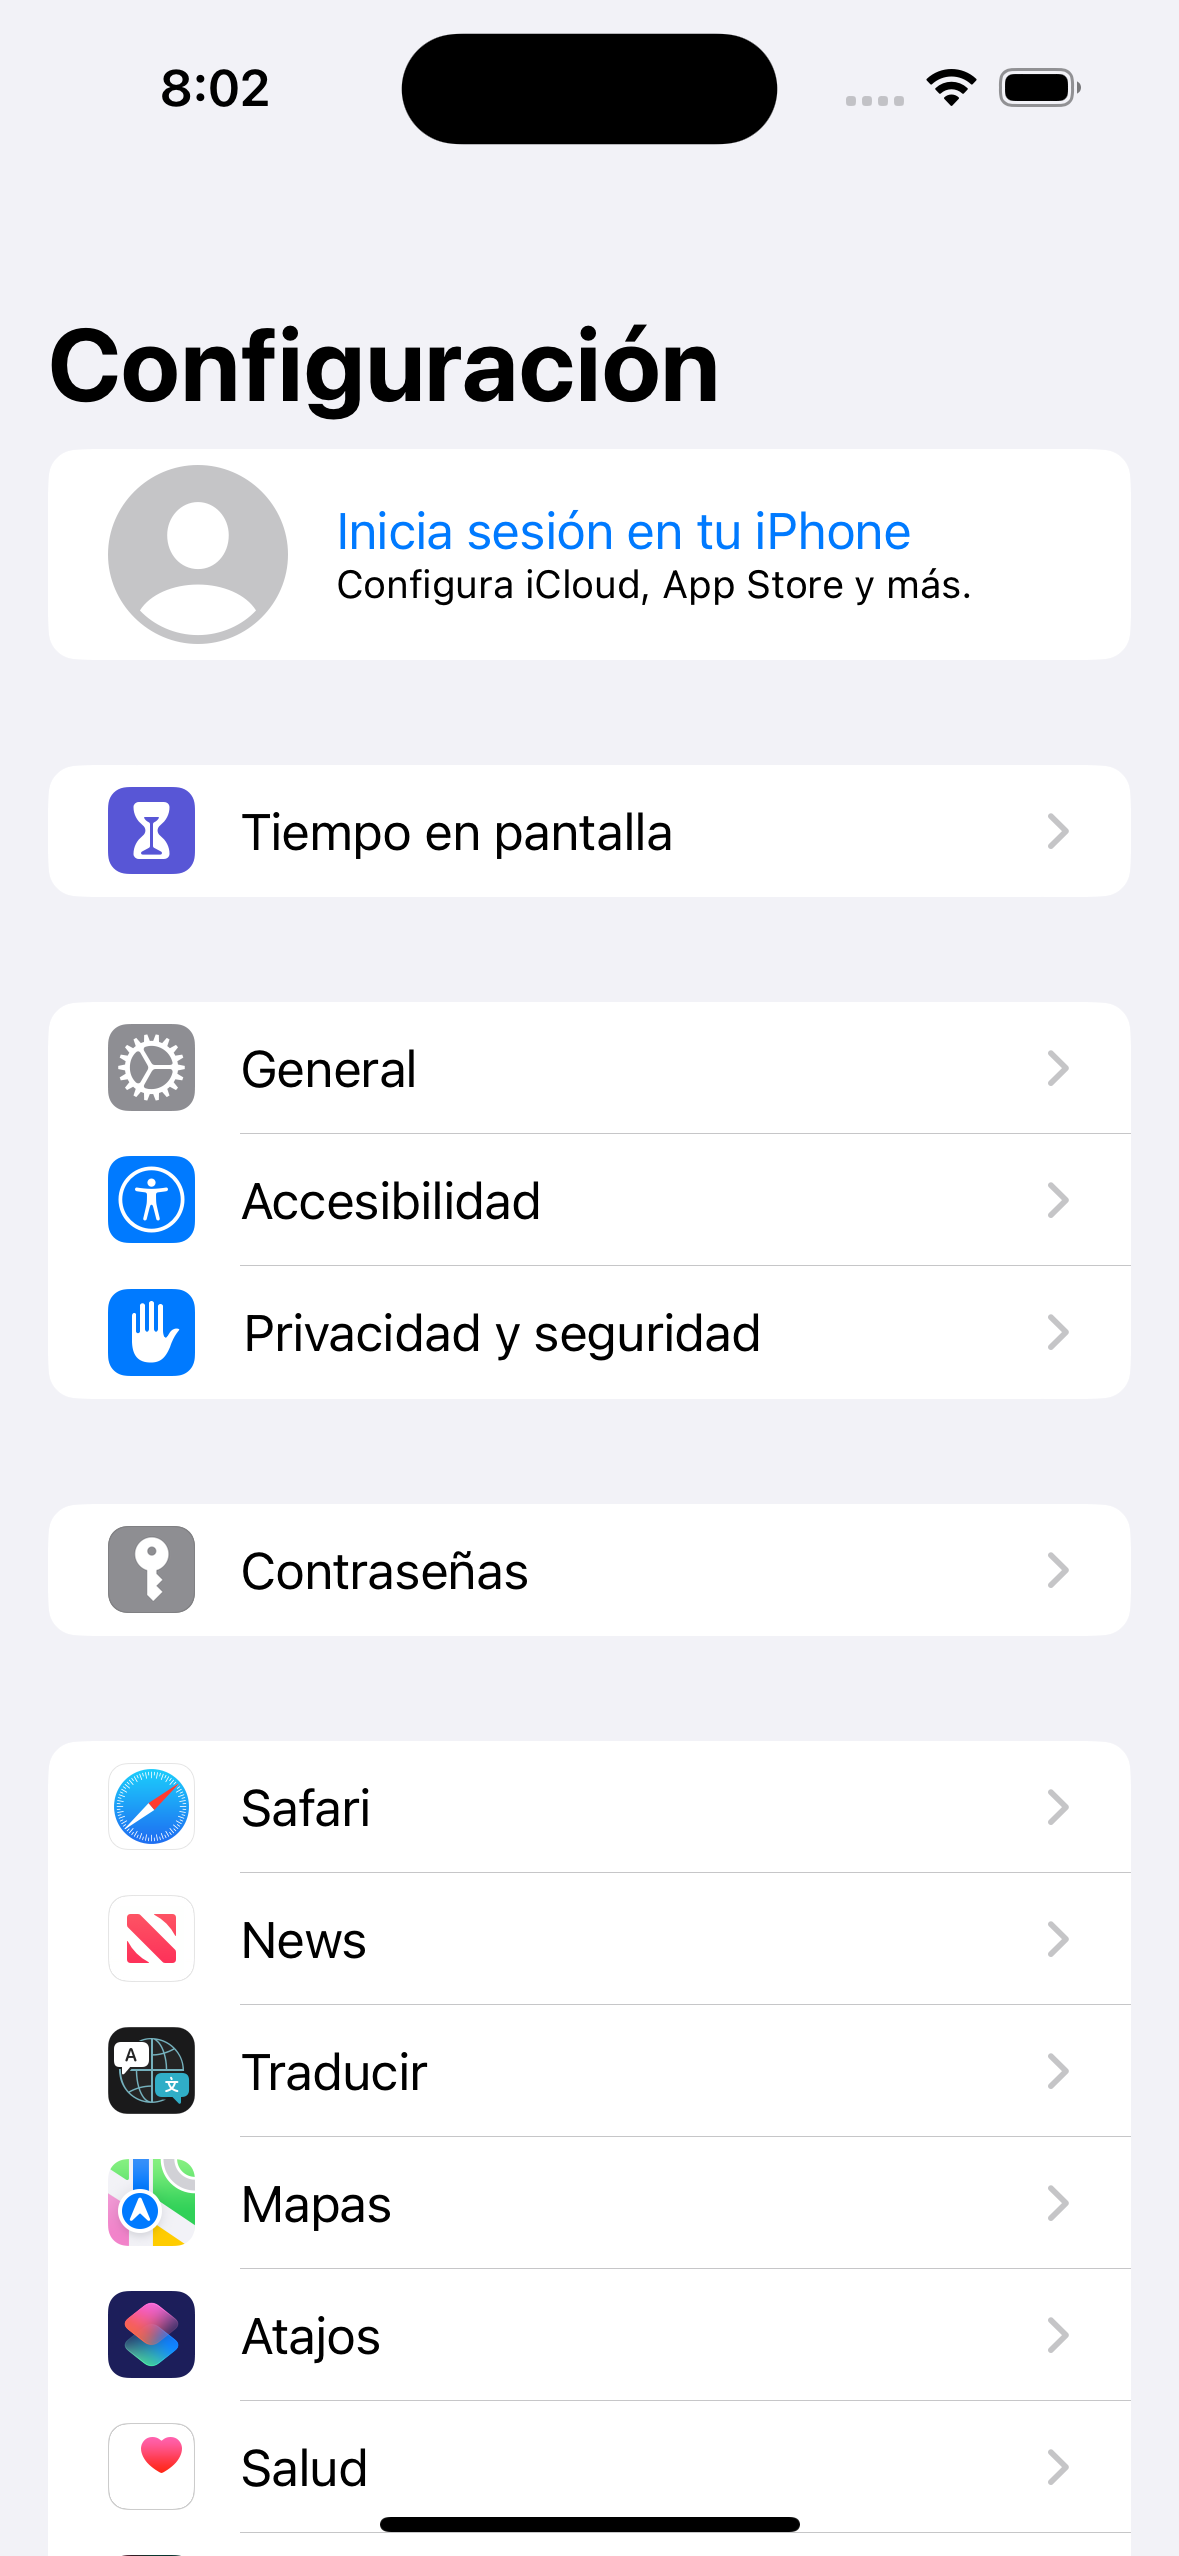 8:02
Configuración
Inicia sesión en tu iPhone
Configura iCloud, App Store y más.
Tiempo en pantalla
General
Accesibilidad
Privacidad y seguridad
Contraseñas
Safari
News
A
文
Traducir
Mapas
Atajos
Salud